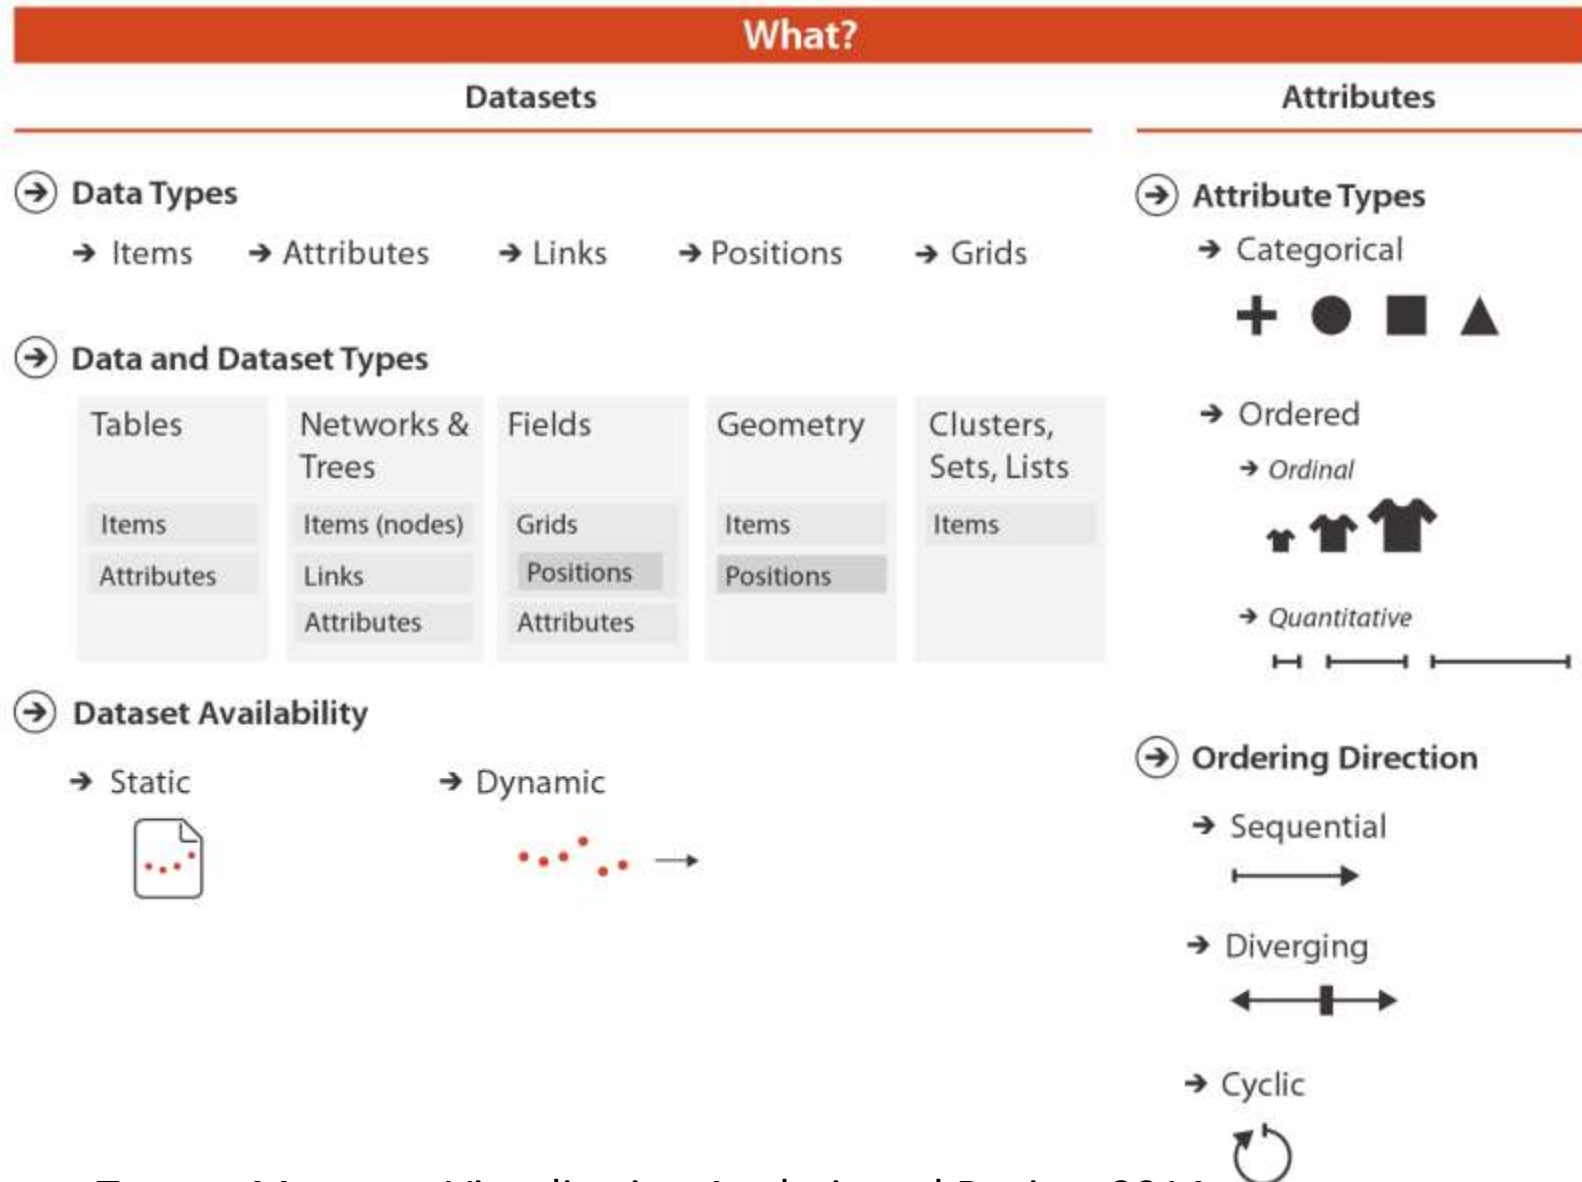 What?
Datasets
Attributes
Data Types
Items Attributes Links Positions Grids
Data and Dataset Types
Tables
Items
Attributes
Networks &
Trees
Items (nodes)
Links
Attributes
Fields
Grids
Positions
Attributes
Geometry
Items
Positions
Clusters,
Sets, Lists
Items
Dataset Availability
Static Dynamic
Attribute Types
Categorical
Ordered
Ordinal
Quantitative
Ordering Direction
Sequential
Diverging
Cyclic